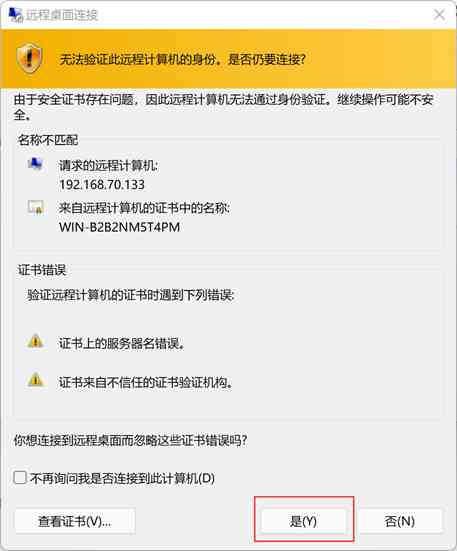 远程桌面连接
无法验证此远程计算机的身份。是否仍要连接?
由于安全证书存在问题，因此远程计算机无法通过身份验证。继续操作可能不安
全。
名称不匹配
请求的远程计算机:
192.168.70.133
来自远程计算机的证书中的名称:
WIN-B2B2NM5T4PM
证书错误
验证远程计算机的证书时遇到下列错误:
证书上的服务器名错误。
证书来自不信任的证书验证机构。
你想连接到远程桌面而忽略这些证书错误吗?
不再询问我是否连接到此计算机(D)
查看证书(V)... 是(Y) 否(N)